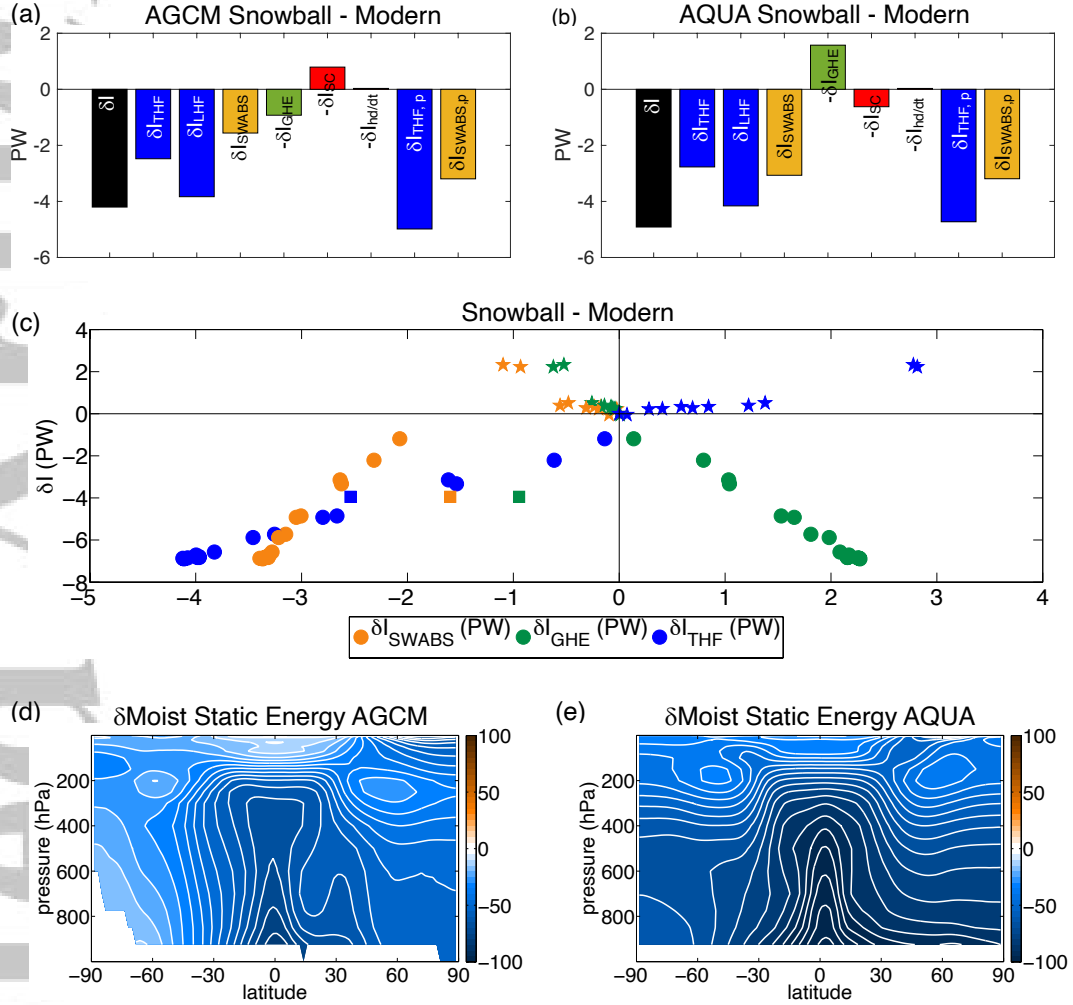 (a) AGCM Snowball - Modern
2
0
-2
-4
-6
PW
δI
δI_THF
δI_LHF
δI_SWABS
-δI_GHE
-δI_SC
-δI_hd/dt
δI_THF, p
δI_SWABS,p
(b) AQUA Snowball - Modern
2
0
-2
-4
-6
PW
δI
δI_THF
δI_LHF
δI_SWABS
-δI_GHE
-δI_SC
-δI_hd/dt
δI_THF, p
δI_SWABS,p
(c) Snowball - Modern
4
2
0
−2
−4
−6
−8
δI (PW)
−5 −4 −3 −2 −1 0 1 2 3 4
δI_SWABS (PW) δI_GHE (PW) δI_THF (PW)
(d) δMoist Static Energy AGCM
200
400
600
800
pressure (hPa)
−90 −60 −30 0 30 60 90
latitude
100
50
0
−50
−100
(e) δMoist Static Energy AQUA
200
400
600
800
pressure (hPa)
−90 −60 −30 0 30 60 90
latitude
100
50
0
−50
−100